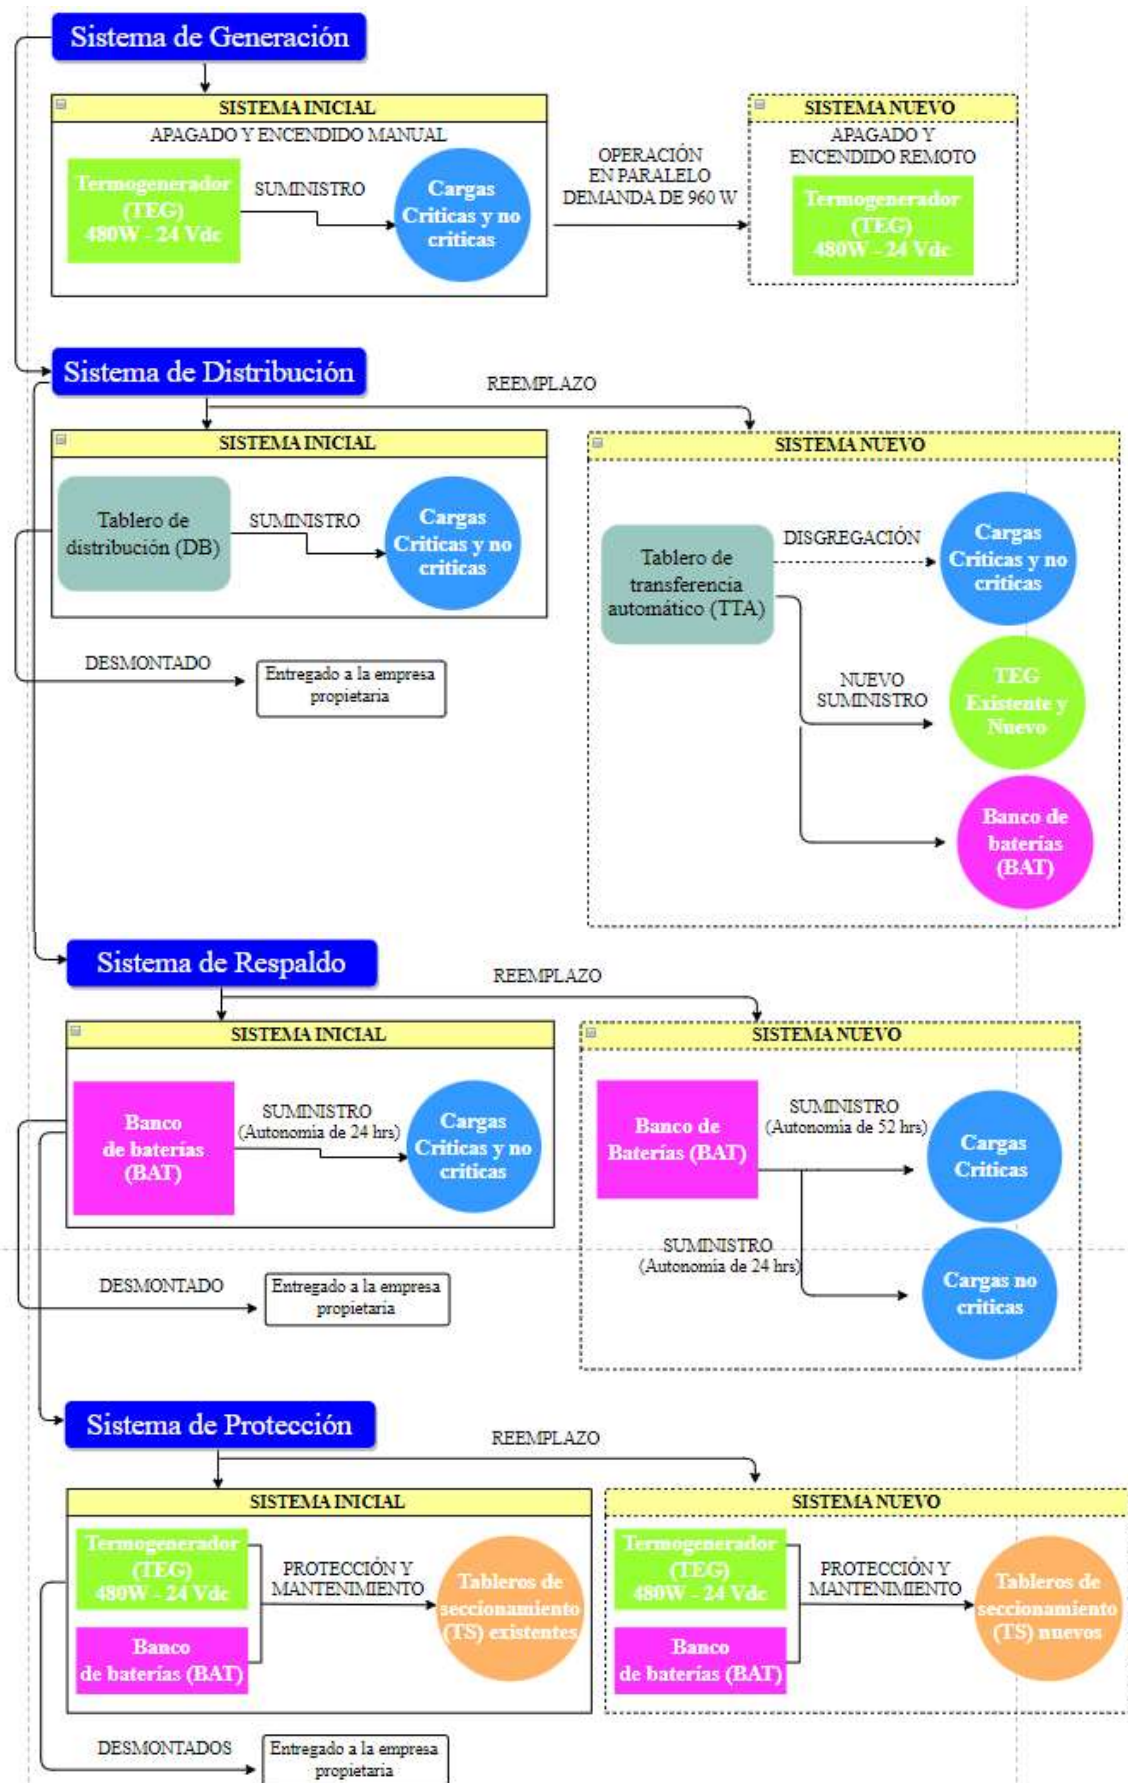 Sistema de Generación
SISTEMA INICIAL
APAGADO Y ENCENDIDO MANUAL
Termogenerador
(TEG)
480W - 24 Vdc
SUMINISTRO
Cargas
Criticas y no
criticas
OPERACIÓN
EN PARALELO
DEMANDA DE 960 W
SISTEMA NUEVO
APAGADO Y
ENCENDIDO REMOTO
Termogenerador
(TEG)
480W - 24 Vdc
Sistema de Distribución
REEMPLAZO
SISTEMA INICIAL
Tablero de
distribución (DB)
SUMINISTRO
Cargas
Criticas y no
criticas
DESMONTADO
Entregado a la empresa
propietaria
SISTEMA NUEVO
Tablero de
transferencia
automático (TTA)
DISGREGACIÓN
Cargas
Criticas y no
criticas
NUEVO
SUMINISTRO
TEG
Existente y
Nuevo
Banco de
baterías
(BAT)
Sistema de Respaldo
REEMPLAZO
SISTEMA INICIAL
Banco
de baterías
(BAT)
SUMINISTRO
(Autonomía de 24 hrs)
Cargas
Criticas y no
criticas
DESMONTADO
Entregado a la empresa
propietaria
SISTEMA NUEVO
Banco de
Baterías (BAT)
SUMINISTRO
(Autonomía de 52 hrs)
Cargas
Criticas
SUMINISTRO
(Autonomía de 24 hrs)
Cargas no
criticas
Sistema de Protección
REEMPLAZO
SISTEMA INICIAL
Termogenerador
(TEG)
480W - 24 Vdc
Banco
de baterías (BAT)
PROTECCIÓN Y
MANTENIMIENTO
Tableros de
seccionamiento
(TS) existentes
DESMONTADOS
Entregado a la empresa
propietaria
SISTEMA NUEVO
Termogenerador
(TEG)
480W - 24 Vdc
Banco
de baterías (BAT)
PROTECCIÓN Y
MANTENIMIENTO
Tableros de
seccionamiento
(TS) nuevos